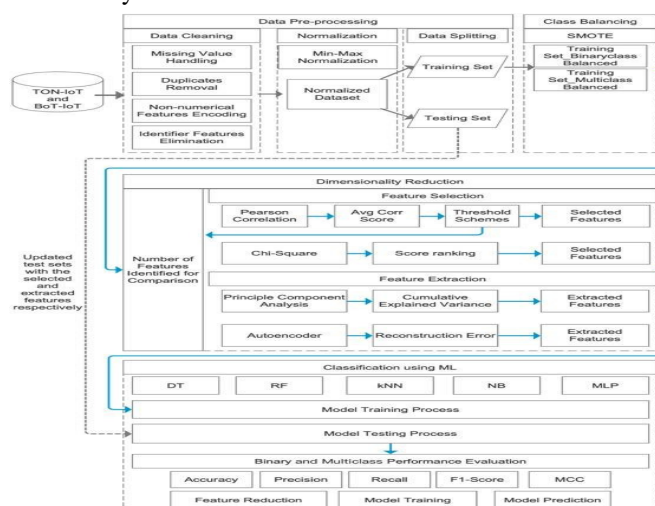 Data Pre-processing
Class Balancing
Data Cleaning
Normalization
Data Splitting
SMOTE
Missing Value
Handling
Duplicates
Removal
Non-numerical
Features Encoding
Identifier Features
Elimination
TON-IoT
and
BoT-IoT
Min-Max
Normalization
Normalized
Dataset
Training Set
Testing Set
Training
Set_Binaryclass
Balanced
Training
Set_Multiclass
Balanced
Dimensionality Reduction
Feature Selection
Pearson
Correlation
Avg Corr
Score
Threshold
Schemes
Selected
Features
Number of
Features
Identified for
Comparison
Chi-Square
Score ranking
Selected
Features
Feature Extraction
Principle Component
Analysis
Cumulative
Explained Variance
Extracted
Features
Autoencoder
Reconstruction Error
Extracted
Features
Updated
test sets
with the
selected
and
extracted
features
respectively
Classification using ML
DT
RF
kNN
NB
MLP
Model Training Process
Model Testing Process
Binary and Multiclass Performance Evaluation
Accuracy
Precision
Recall
F1-Score
MCC
Feature Reduction
Model Training
Model Prediction